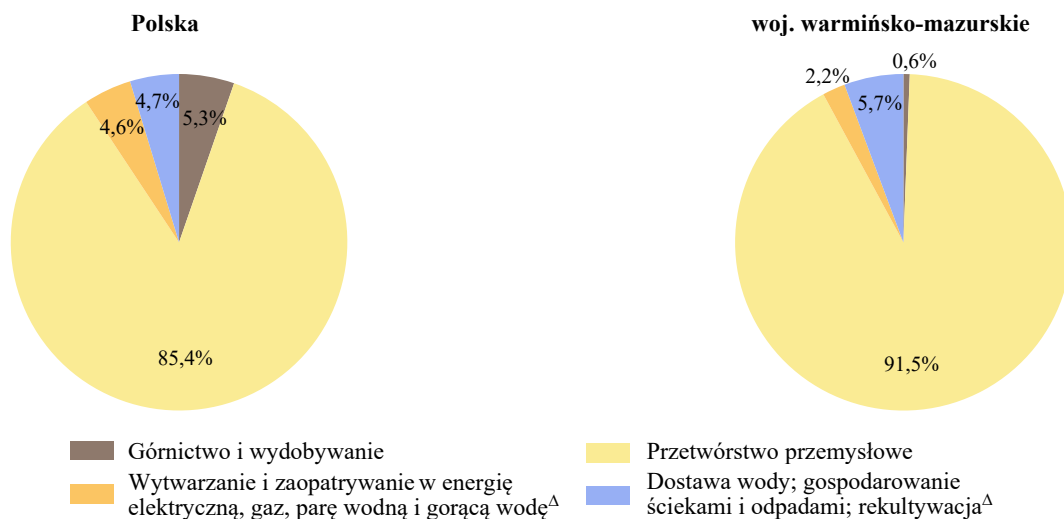 Polska
4,7%
5,3%
4,6%
85,4%
woj. warmińsko-mazurskie
0,6%
2,2%
5,7%
91,5%
Górnictwo i wydobywanie
Wytwarzanie i zaopatrywanie w energię
elektryczną, gaz, parę wodną i gorącą wodę^Δ
Przetwórstwo przemysłowe
Dostawa wody; gospodarowanie
ściekami i odpadami; rekultywacja^Δ